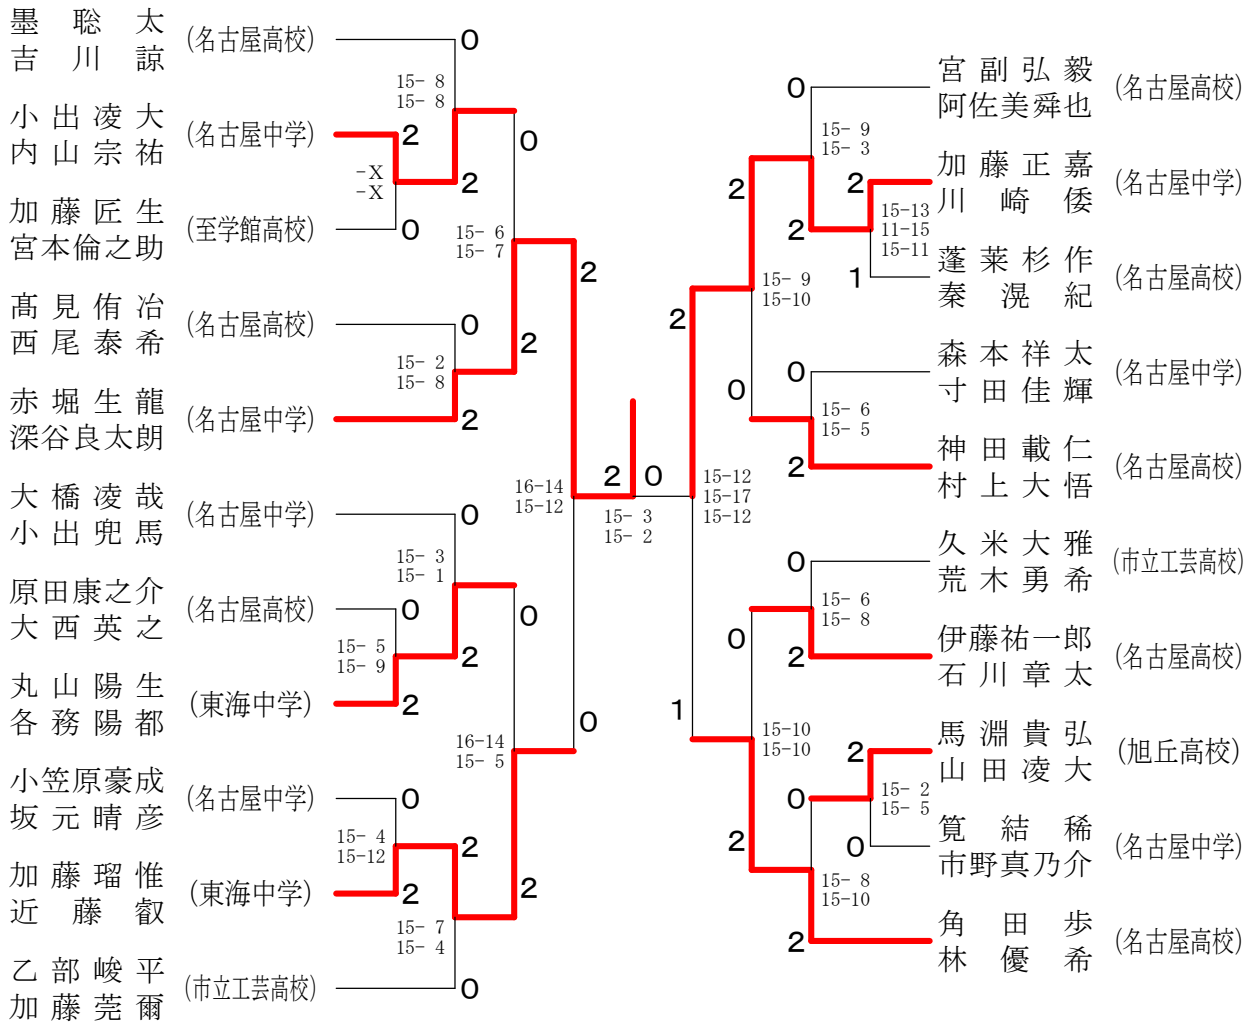 墨聡太
吉川諒
(名古屋高校)
0
15- 8
15- 8
小出凌大
内山宗祐
(名古屋中学)
2
-X
-X
2
0
加藤匠生
宮本倫之助
(至学館高校)
0
15- 6
15- 7
2
髙見侑冶
西尾泰希
(名古屋高校)
0
15- 2
15- 8
2
赤堀生龍
深谷良太朗
(名古屋中学)
2
大橋凌哉
小出兜馬
(名古屋中学)
0
15- 3
15- 1
16-14
15-12
原田康之介
大西英之
(名古屋高校)
0
15- 5
15- 9
2
0
丸山陽生
各務陽都
(東海中学)
2
16-14
15- 5
0
小笠原豪成
坂元晴彦
(名古屋中学)
0
15- 4
15-12
2
2
加藤瑠惟
近藤叡
(東海中学)
2
15- 7
15- 4
乙部峻平
加藤莞爾
(市立工芸高校)
0
2
0
15- 3
15- 2
宮副弘毅
阿佐美舜也
(名古屋高校)
0
15- 9
15- 3
加藤正嘉
川崎倭
(名古屋中学)
2
2
2
15-13
11-15
15-11
蓬莱杉作
秦滉紀
(名古屋高校)
1
15- 9
15-10
2
森本祥太
寸田佳輝
(名古屋中学)
0
0
15- 6
15- 5
神田載仁
村上大悟
(名古屋高校)
2
15-12
15-17
15-12
久米大雅
荒木勇希
(市立工芸高校)
0
15- 6
15- 8
0
伊藤祐一郎
石川章太
(名古屋高校)
2
1
15-10
15-10
馬淵貴弘
山田凌大
(旭丘高校)
2
15- 2
15- 5
0
2
筧結稀
市野真乃介
(名古屋中学)
0
15- 8
15-10
角田歩
林優希
(名古屋高校)
2